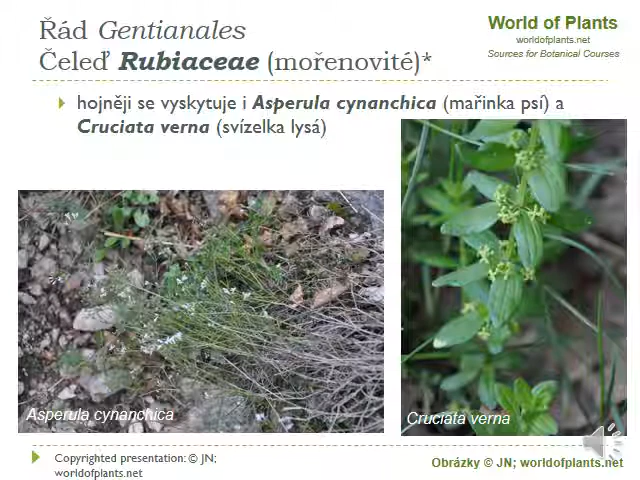 Řád Gentianales
Čeleď Rubiaceae (mořenovité)*
World of Plants
worldofplants.net
Sources for Botanical Courses
hojněji se vyskytuje i Asperula cynanchica (mařinka psí) a
Cruciata verna (svízelka lysá)
Asperula cynanchica
Cruciata verna
Copyrighted presentation: © JN;
worldofplants.net
Obrázky © JN; worldofplants.net